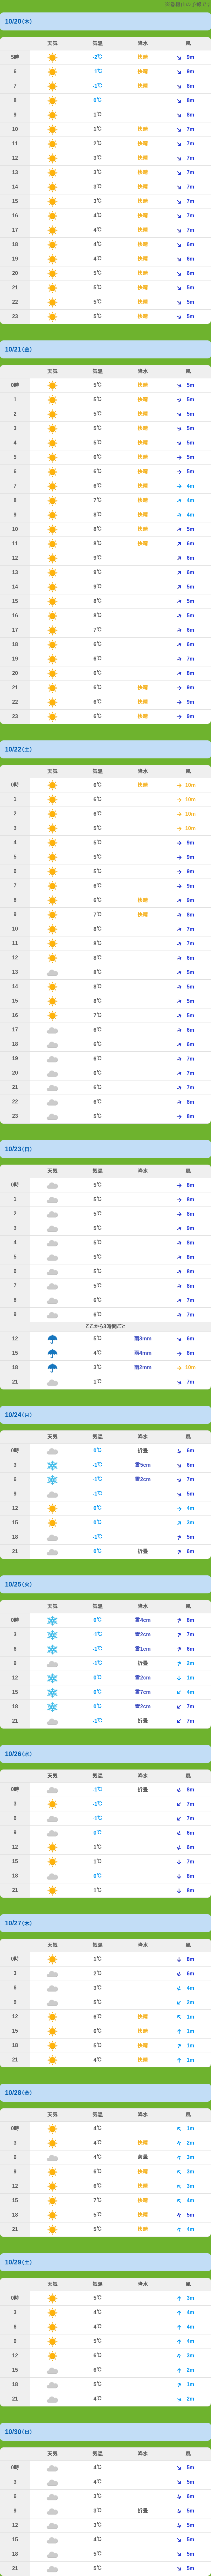 10/20(木)
天気 気温 降水 風
5時 -2℃ 快晴 9m
6 -1℃ 快晴 9m
7 -1℃ 快晴 8m
8 0℃ 8m
9 1℃ 8m
10 1℃ 快晴 7m
11 2℃ 快晴 7m
12 3℃ 快晴 7m
13 3℃ 快晴 7m
14 3℃ 快晴 7m
15 3℃ 快晴 7m
16 4℃ 快晴 7m
17 4℃ 快晴 7m
18 4℃ 快晴 6m
19 4℃ 快晴 6m
20 5℃ 快晴 6m
21 5℃ 快晴 5m
22 5℃ 快晴 5m
23 5℃ 快晴 5m
10/21(金)
天気 気温 降水 風
0時 5℃ 快晴 5m
1 5℃ 快晴 5m
2 5℃ 快晴 5m
3 5℃ 快晴 5m
4 5℃ 快晴 5m
5 6℃ 快晴 5m
6 6℃ 快晴 5m
7 6℃ 快晴 4m
8 7℃ 快晴 4m
9 8℃ 快晴 4m
10 8℃ 快晴 5m
11 8℃ 快晴 6m
12 9℃ 6m
13 9℃ 6m
14 9℃ 5m
15 8℃ 5m
16 8℃ 5m
17 7℃ 6m
18 6℃ 6m
19 6℃ 7m
20 6℃ 8m
21 6℃ 快晴 9m
22 6℃ 快晴 9m
23 6℃ 快晴 9m
10/22(土)
天気 気温 降水 風
0時 6℃ 快晴 10m
1 6℃ 10m
2 6℃ 10m
3 5℃ 10m
4 5℃ 9m
5 5℃ 9m
6 5℃ 9m
7 6℃ 9m
8 6℃ 快晴 9m
9 7℃ 快晴 8m
10 8℃ 7m
11 8℃ 7m
12 8℃ 6m
13 8℃ 5m
14 8℃ 5m
15 8℃ 5m
16 7℃ 5m
17 6℃ 6m
18 6℃ 6m
19 6℃ 7m
20 6℃ 7m
21 6℃ 7m
22 6℃ 8m
23 5℃ 8m
10/23(日)
天気 気温 降水 風
0時 5℃ 8m
1 5℃ 8m
2 5℃ 8m
3 5℃ 9m
4 5℃ 8m
5 5℃ 8m
6 5℃ 8m
7 5℃ 8m
8 6℃ 7m
9 6℃ 7m
ここから3時間ごと
12 5℃ 雨3mm 6m
15 4℃ 雨4mm 8m
18 3℃ 雨2mm 10m
21 1℃ 7m
10/24(月)
天気 気温 降水 風
0時 0℃ 折曇 6m
3 -1℃ 雪5cm 6m
6 -1℃ 雪2cm 7m
9 -1℃ 5m
12 0℃ 4m
15 0℃ 3m
18 -1℃ 5m
21 0℃ 折曇 6m
10/25(火)
天気 気温 降水 風
0時 0℃ 雪4cm 8m
3 -1℃ 雪2cm 7m
6 -1℃ 雪1cm 6m
9 -1℃ 折曇 2m
12 0℃ 雪2cm 1m
15 0℃ 雪7cm 4m
18 0℃ 雪2cm 7m
21 -1℃ 折曇 7m
10/26(水)
天気 気温 降水 風
0時 -1℃ 折曇 8m
3 -1℃ 7m
6 -1℃ 7m
9 0℃ 6m
12 1℃ 6m
15 1℃ 7m
18 0℃ 8m
21 1℃ 8m
10/27(木)
天気 気温 降水 風
0時 1℃ 8m
3 2℃ 6m
6 3℃ 4m
9 5℃ 2m
12 6℃ 快晴 1m
15 6℃ 快晴 1m
18 5℃ 快晴 1m
21 4℃ 快晴 1m
10/28(金)
天気 気温 降水 風
0時 4℃ 1m
3 4℃ 快晴 2m
6 4℃ 薄曇 3m
9 6℃ 快晴 3m
12 6℃ 快晴 3m
15 7℃ 快晴 4m
18 5℃ 快晴 5m
21 5℃ 快晴 4m
10/29(土)
天気 気温 降水 風
0時 5℃ 3m
3 4℃ 4m
6 4℃ 4m
9 5℃ 4m
12 6℃ 3m
15 6℃ 2m
18 5℃ 1m
21 4℃ 2m
10/30(日)
天気 気温 降水 風
0時 4℃ 5m
3 4℃ 5m
6 3℃ 6m
9 3℃ 折曇 5m
12 3℃ 5m
15 4℃ 5m
18 5℃ 5m
21 5℃ 5m